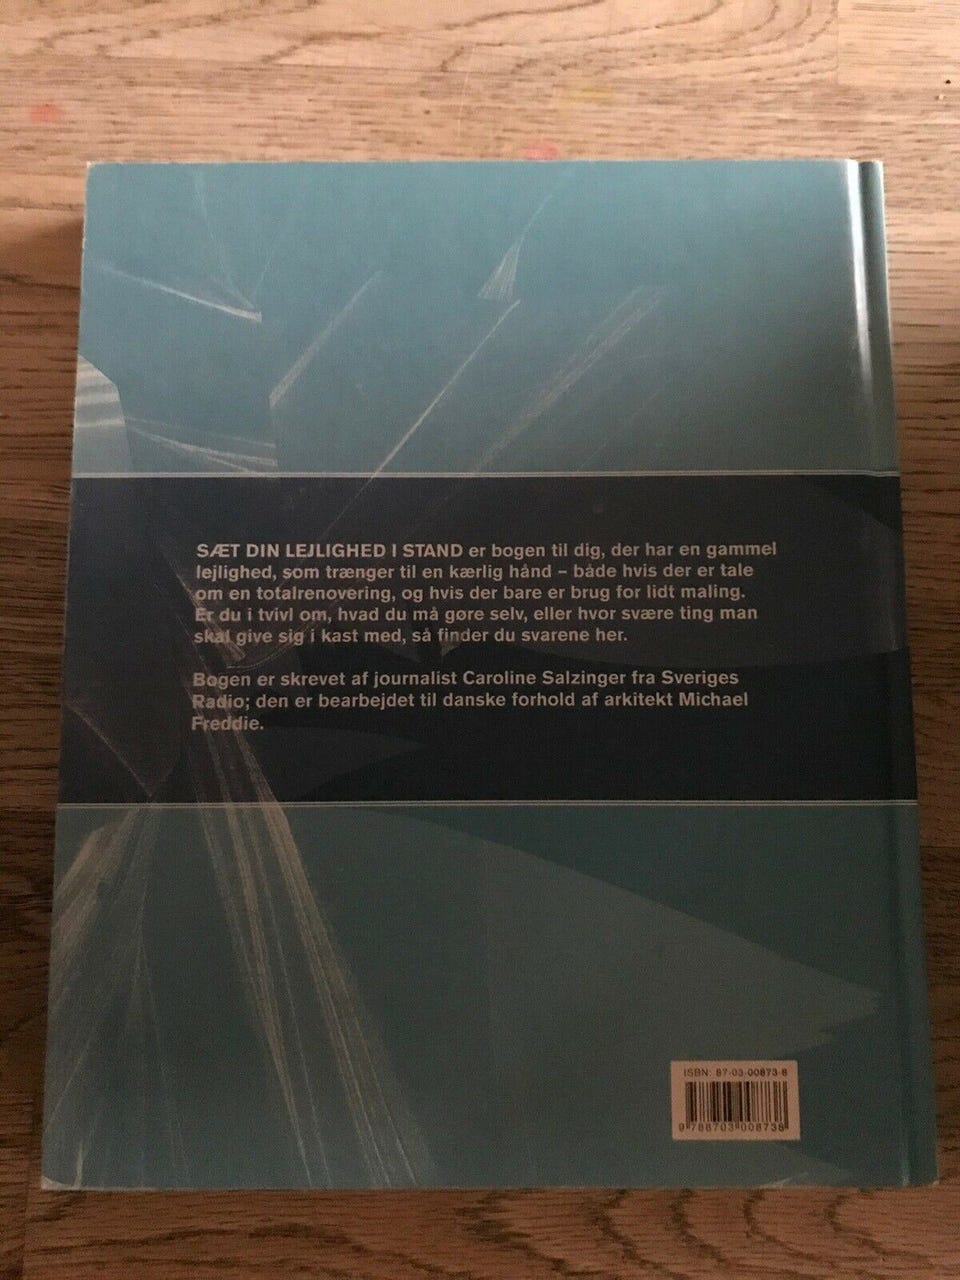 SÆT DIN LEJLIGHED I STAND er bogen til dig, der har en gammel
lejlighed, som trænger til en kærlig hånd – både hvis der er tale
om en totalrenovering, og hvis der bare er brug for lidt maling.
Er du i tvivl om, hvad du må gøre selv, eller hvor svære ting man
skal give sig i kast med, så finder du svarene her.
Bogen er skrevet af journalist Caroline Salzinger fra Sveriges
Radio; den er bearbejdet til danske forhold af arkitekt Michael
Freddie.
ISBN: 87-03-00873-8
9 788703 008738